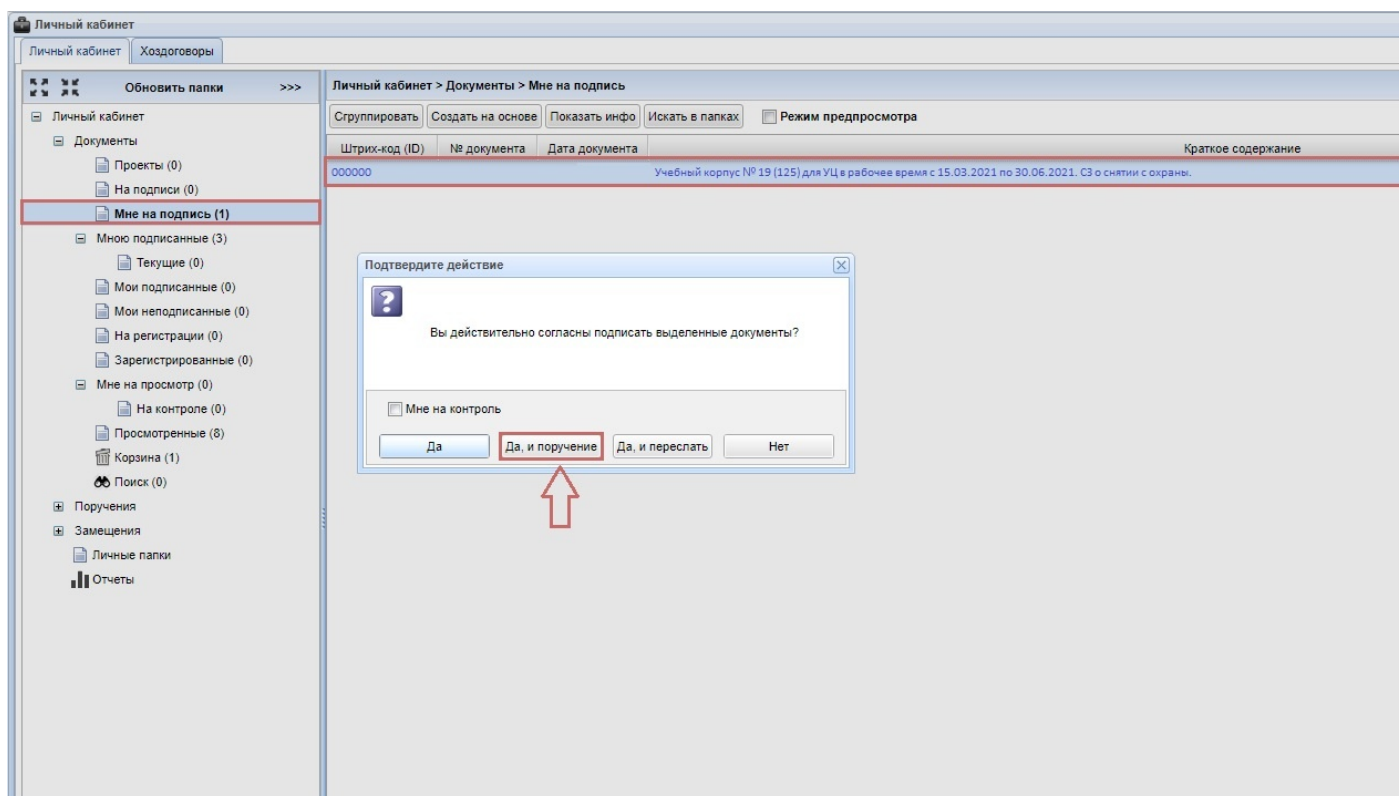 Личный кабинет
Личный кабинет Хоздоговоры
Обновить папки >>>
Личный кабинет
Документы
Проекты (0)
На подписи (0)
Мне на подпись (1)
Мною подписанные (3)
Текущие (0)
Мои подписанные (0)
Мои неподписанные (0)
На регистрации (0)
Зарегистрированные (0)
Мне на просмотр (0)
На контроле (0)
Просмотренные (8)
Корзина (1)
Поиск (0)
Поручения
Замещения
Личные папки
Отчеты
Личный кабинет > Документы > Мне на подпись
Сгруппировать Создать на основе Показать инфо Искать в папках Режим предпросмотра
Штрих-код (ID) № документа Дата документа Краткое содержание
000000 Учебный корпус № 19 (125) для УЦ в рабочее время с 15.03.2021 по 30.06.2021. СЗ о снятии с охраны.
Подтвердите действие
Вы действительно согласны подписать выделенные документы?
Мне на контроль
Да Да, и поручение Да, и переслать Нет